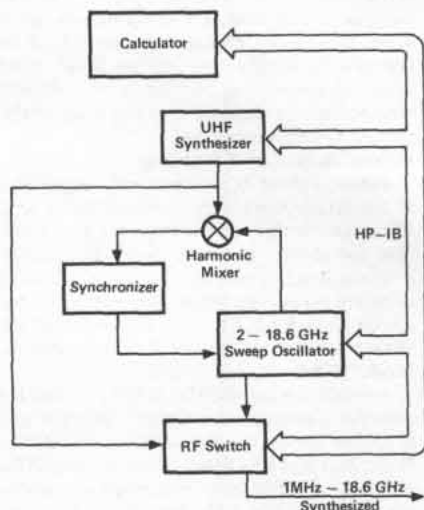 Calculator
UHF
Synthesizer
HP-IB
Harmonic
Mixer
Synchronizer
2 – 18.6 GHz
Sweep Oscillator
RF Switch
1MHz – 18.6 GHz
Synthesized